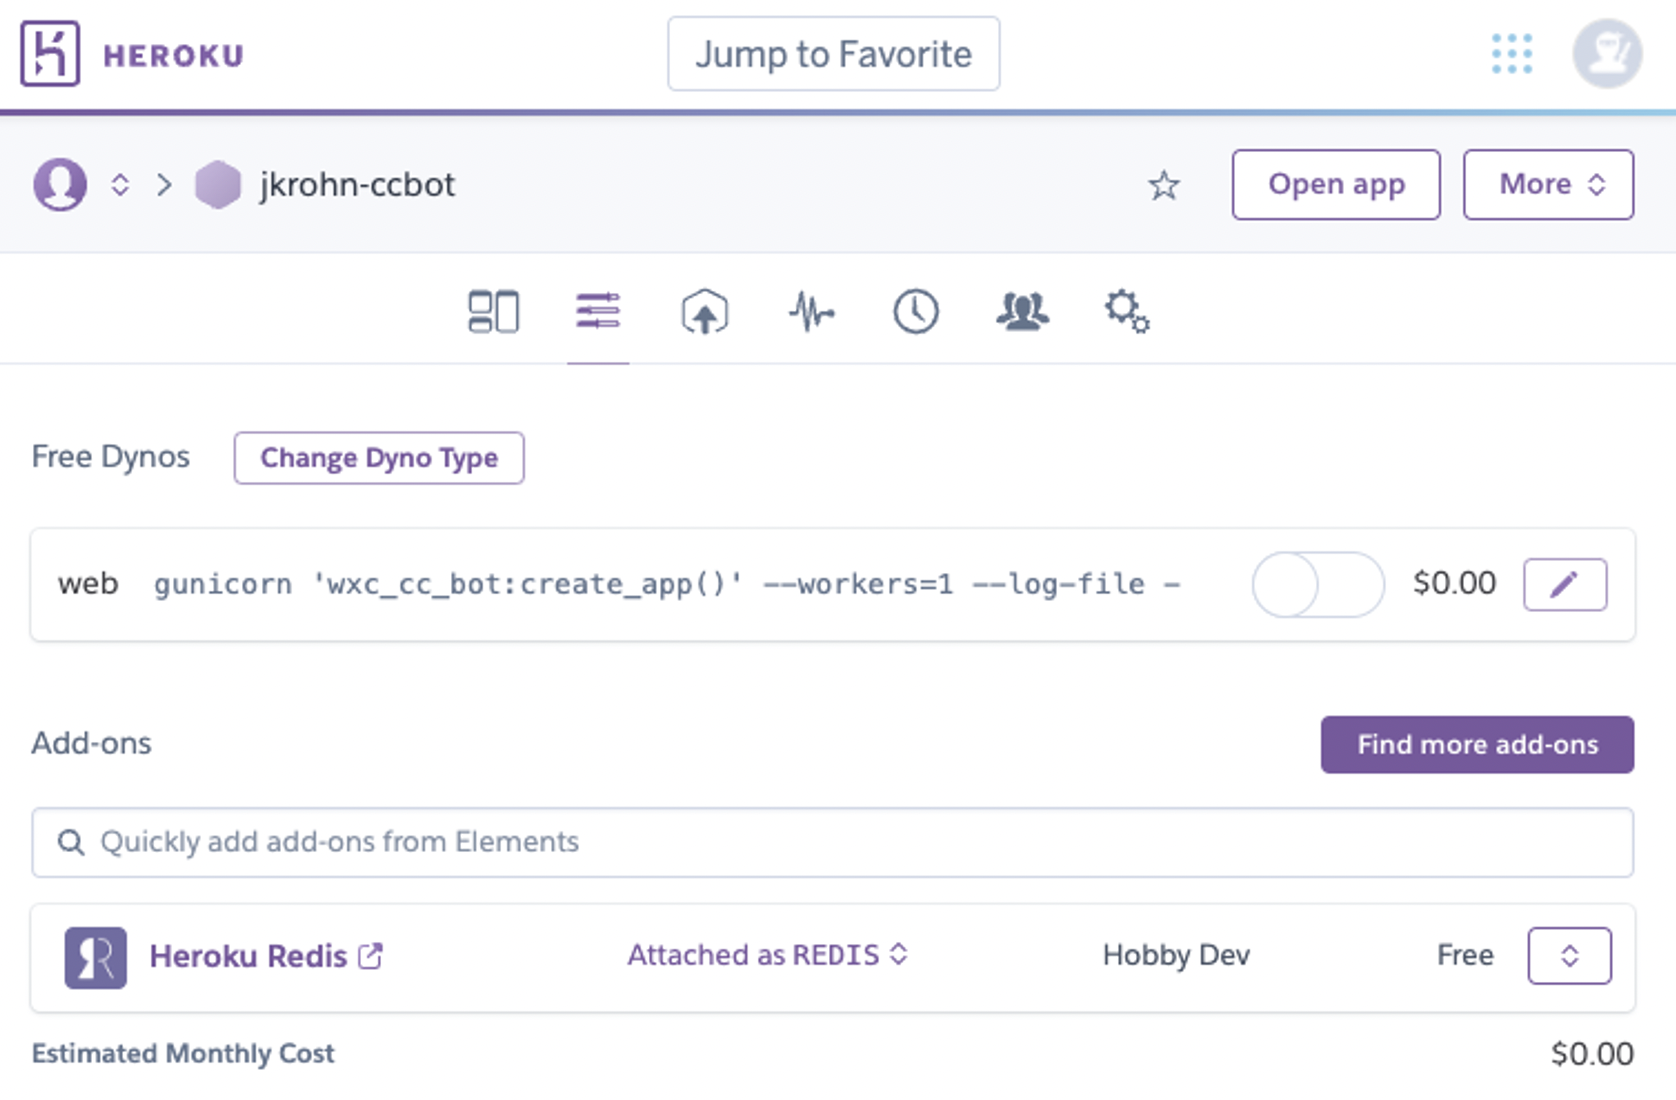 HEROKU
Jump to Favorite
jkrohn-ccbot
Open app
More
Free Dynos
Change Dyno Type
web gunicorn 'wxc_cc_bot:create_app()' --workers=1 --log-file - $0.00
Add-ons
Find more add-ons
Quickly add add-ons from Elements
Heroku Redis Attached as REDIS Hobby Dev Free
Estimated Monthly Cost $0.00